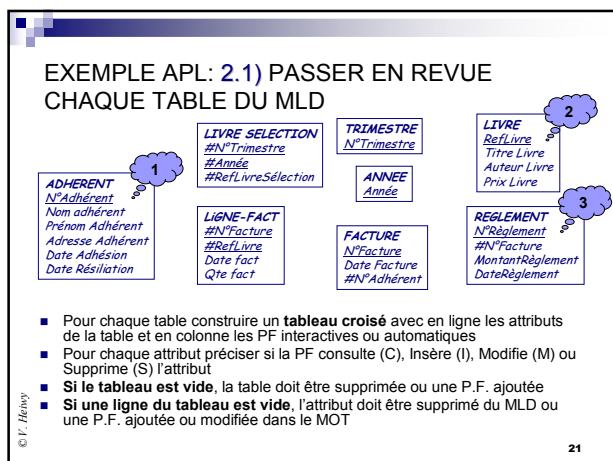 EXEMPLE APL: 2.1) PASSER EN REVUE
CHAQUE TABLE DU MLD
1
ADHERENT
N°Adhérent
Nom adhérent
Prénom Adhérent
Adresse Adhérent
Date Adhésion
Date Résiliation
LIVRE SELECTION
#N°Trimestre
#Année
#RefLivreSélection
LiGNE-FACT
#N°Facture
#RefLivre
Date fact
Qte fact
TRIMESTRE
N°Trimestre
ANNEE
Année
FACTURE
N°Facture
Date Facture
#N°Adhérent
2
LIVRE
RefLivre
Titre Livre
Auteur Livre
Prix Livre
3
REGLEMENT
N°Règlement
#N°Facture
MontantRèglement
DateRèglement
Pour chaque table construire un tableau croisé avec en ligne les attributs
de la table et en colonne les PF interactives ou automatiques
Pour chaque attribut préciser si la PF consulte (C), Insère (I), Modifie (M) ou
Supprime (S) l'attribut
Si le tableau est vide, la table doit être supprimée ou une P.F. ajoutée
Si une ligne du tableau est vide, l'attribut doit être supprimé du MLD ou
une P.F. ajoutée ou modifiée dans le MOT
© V. Heiwy
21